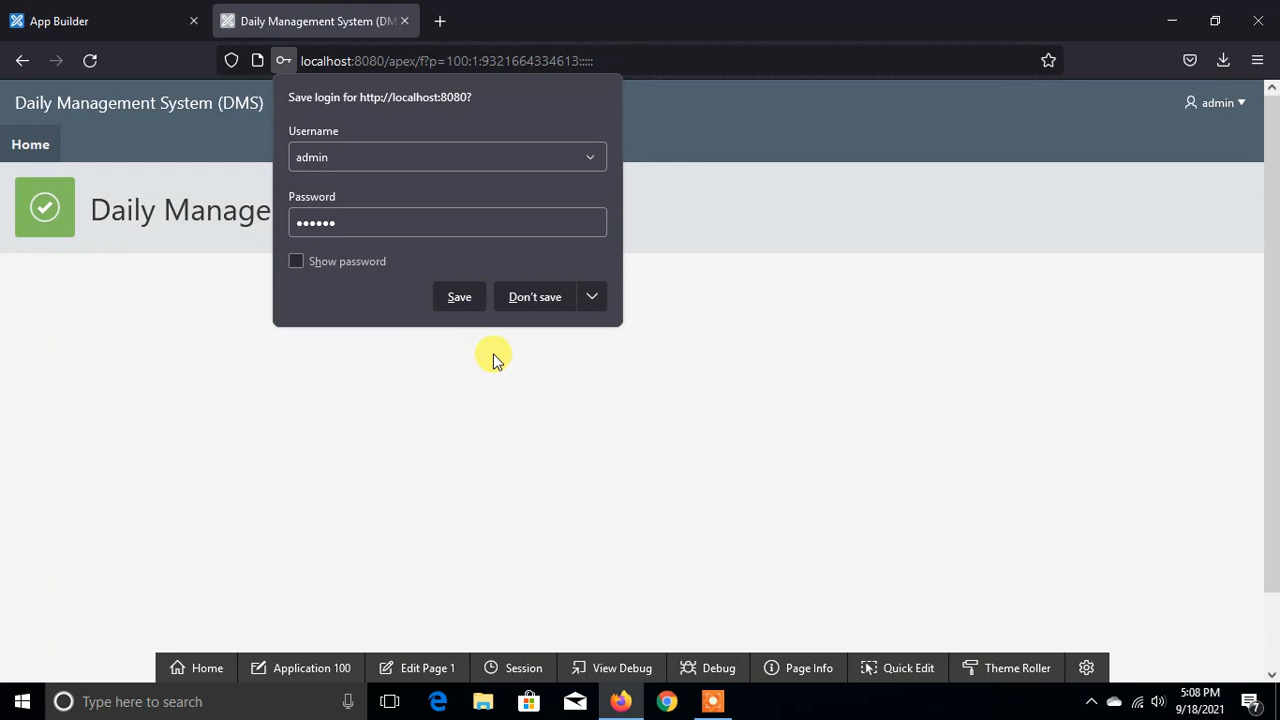 App Builder
Daily Management System (DMS
localhost:8080/apex/f?p=100:1:9321664334613:::::
Daily Management System (DMS)
admin
Home
Daily Manage
Save login for http://localhost:8080?
Username
admin
Password
••••••
Show password
Save
Don't save
Home
Application 100
Edit Page 1
Session
View Debug
Debug
Page Info
Quick Edit
Theme Roller
Type here to search
5:08 PM
9/18/2021
7